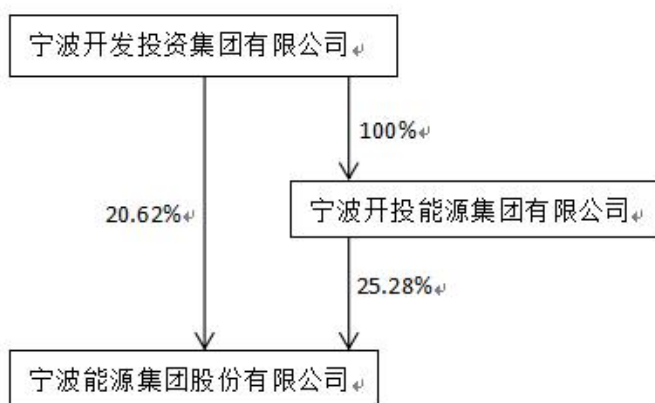 宁波开发投资集团有限公司
100%
宁波开投能源集团有限公司
20.62%
25.28%
宁波能源集团股份有限公司